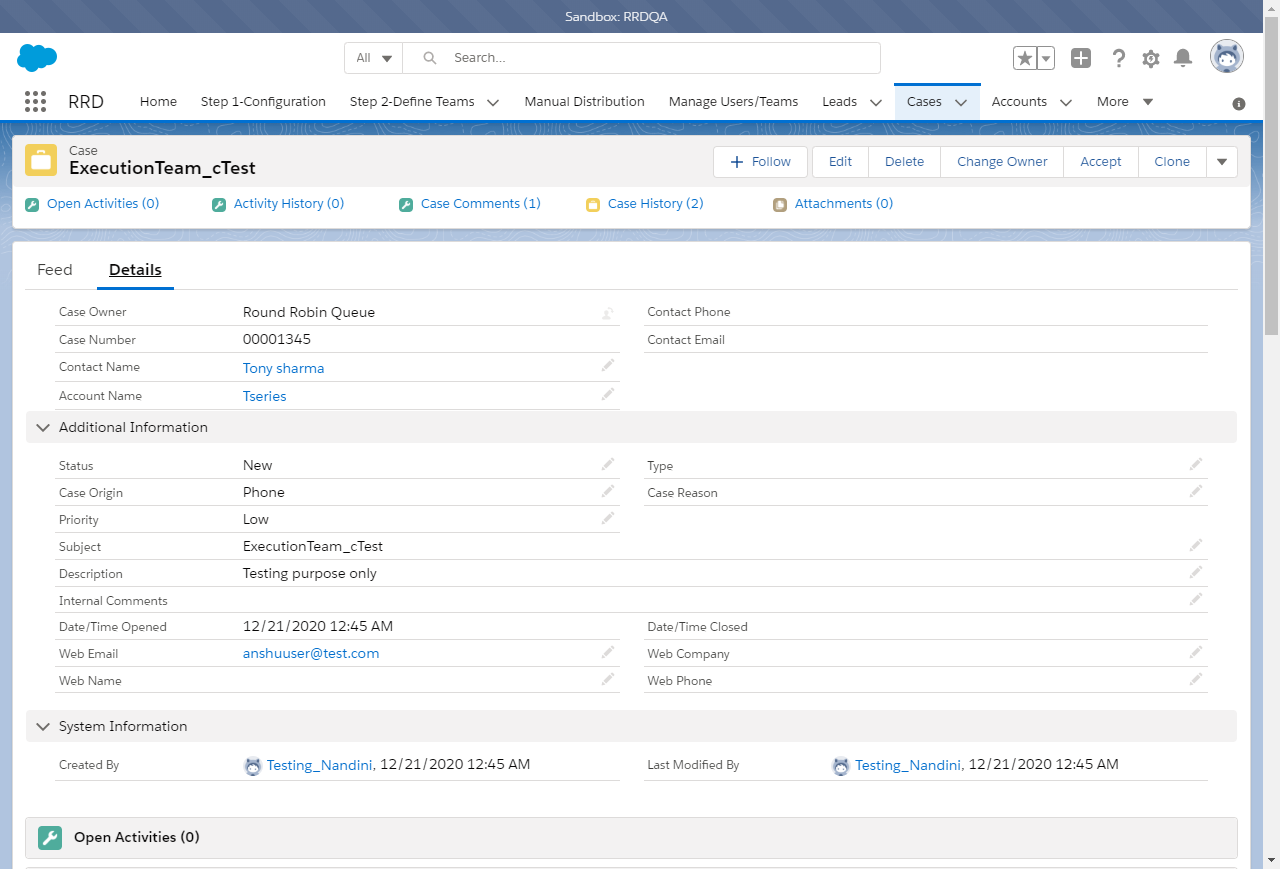 Sandbox: RRDQA
All Search...
RRD Home Step 1-Configuration Step 2-Define Teams Manual Distribution Manage Users/Teams Leads Cases Accounts More
Case
ExecutionTeam_cTest
Follow Edit Delete Change Owner Accept Clone
Open Activities (0) Activity History (0) Case Comments (1) Case History (2) Attachments (0)
Feed Details
Case Owner Round Robin Queue Contact Phone
Case Number 00001345 Contact Email
Contact Name Tony sharma
Account Name Tseries
Additional Information
Status New Type
Case Origin Phone Case Reason
Priority Low
Subject ExecutionTeam_cTest
Description Testing purpose only
Internal Comments
Date/Time Opened 12/21/2020 12:45 AM Date/Time Closed
Web Email anshuuser@test.com Web Company
Web Name Web Phone
System Information
Created By Testing_Nandini, 12/21/2020 12:45 AM Last Modified By Testing_Nandini, 12/21/2020 12:45 AM
Open Activities (0)